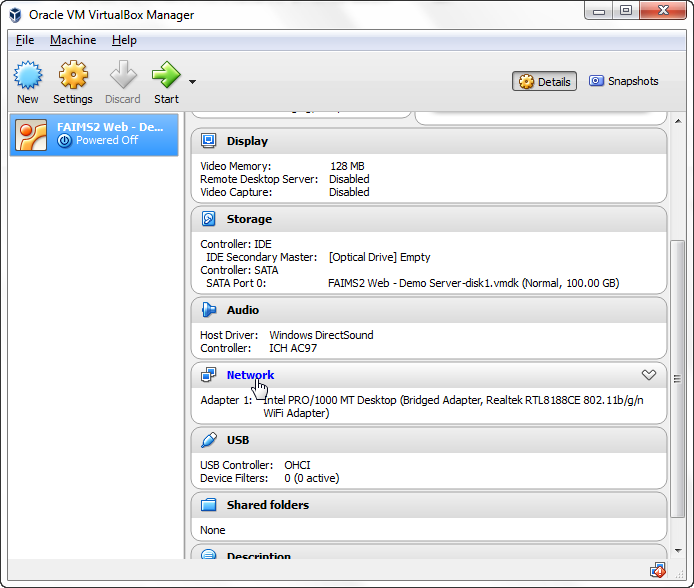 Oracle VM VirtualBox Manager
File Machine Help
New Settings Discard Start Details Snapshots
FAIMS2 Web - De...
Powered Off
Display
Video Memory: 128 MB
Remote Desktop Server: Disabled
Video Capture: Disabled
Storage
Controller: IDE
IDE Secondary Master: [Optical Drive] Empty
Controller: SATA
SATA Port 0: FAIMS2 Web - Demo Server-disk1.vmdk (Normal, 100.00 GB)
Audio
Host Driver: Windows DirectSound
Controller: ICH AC97
Network
Adapter 1: Intel PRO/1000 MT Desktop (Bridged Adapter, Realtek RTL8188CE 802.11b/g/n
WiFi Adapter)
USB
USB Controller: OHCI
Device Filters: 0 (0 active)
Shared folders
None
Description